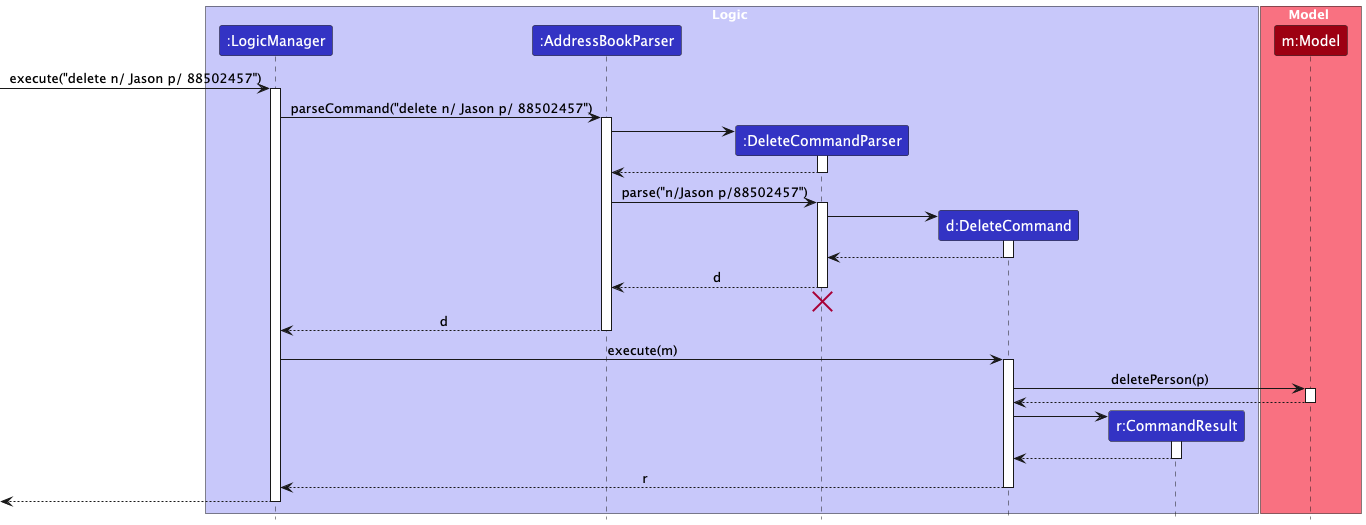 Logic
Model
:LogicManager
:AddressBookParser
m:Model
execute("delete n/ Jason p/ 88502457")
parseCommand("delete n/ Jason p/ 88502457")
:DeleteCommandParser
parse("n/Jason p/88502457")
d:DeleteCommand
d
d
execute(m)
deletePerson(p)
r:CommandResult
r